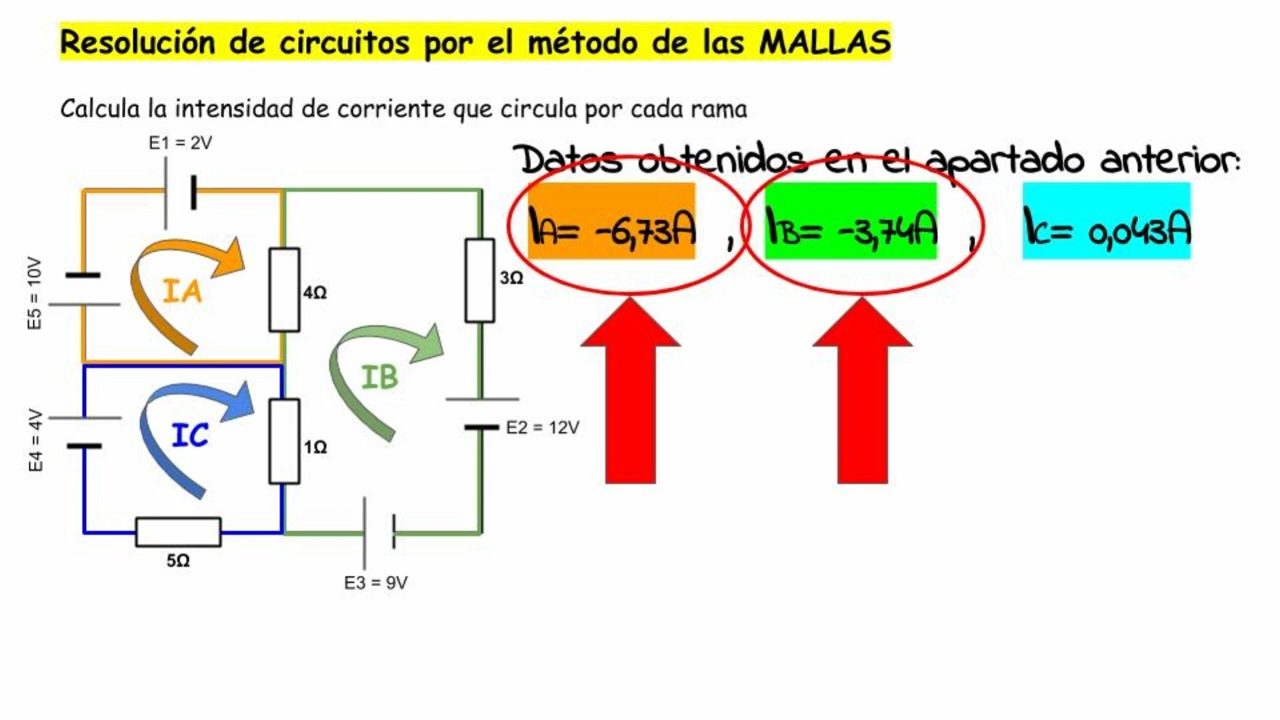 Resolución de circuitos por el método de las MALLAS
Calcula la intensidad de corriente que circula por cada rama
E1 = 2V
Datos obtenidos en el apartado anterior:
IA= -6,73A , IB= -3,74A , IC= 0,043A
E5 = 10V
IA
4Ω
3Ω
IB
E4 = 4V
IC
1Ω
E2 = 12V
5Ω
E3 = 9V